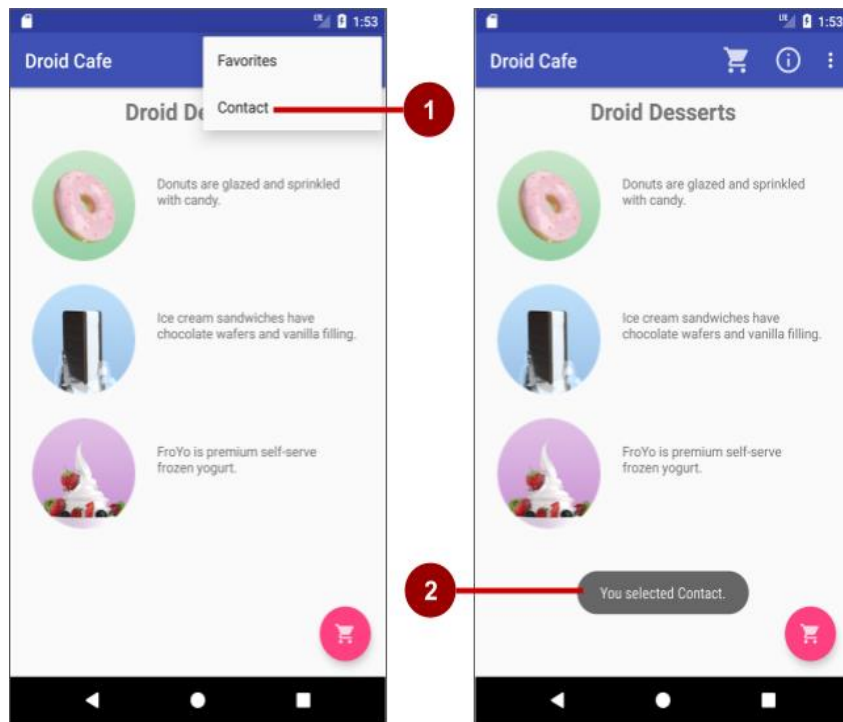 LTE 1:53
Droid Cafe
Favorites
Contact
Droid De
Donuts are glazed and sprinkled
with candy.
Ice cream sandwiches have
chocolate wafers and vanilla filling.
FroYo is premium self-serve
frozen yogurt.
1
2
LTE 1:53
Droid Cafe
Droid Desserts
Donuts are glazed and sprinkled
with candy.
Ice cream sandwiches have
chocolate wafers and vanilla filling.
FroYo is premium self-serve
frozen yogurt.
You selected Contact.